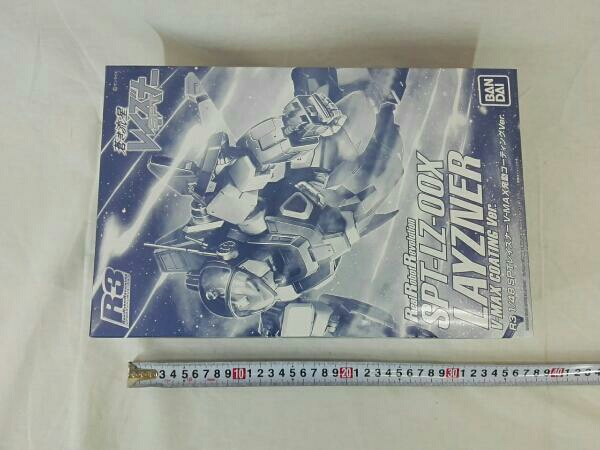 蒼き流星
SPTレイズナー
R3
BANDAI
Real Robot Revolution
SPT-LZ-00X
LAYZNER
V-MAX COATING Ver.
R3 1/48 SPTレイズナー V-MAX発動コーティングVer.
3 4 5 6 7 8 9 10 1 2 3 4 5 6 7 8 9 20 1 2 3 4 5 6 7 8 9 30 1 2 3 4 5 6 7 8 9 40 1 2